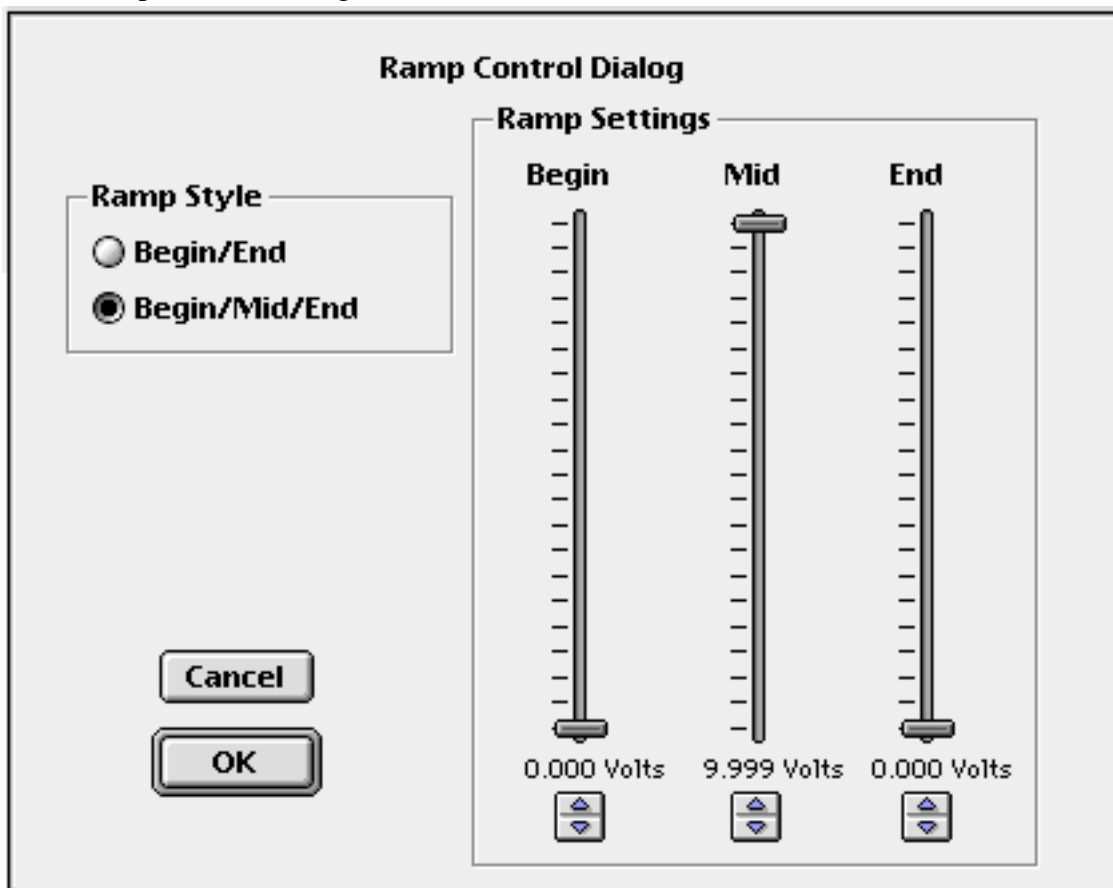 Ramp Control Dialog
Ramp Style
Begin/End
Begin/Mid/End
Cancel
OK
Ramp Settings
Begin Mid End
0.000 Volts 9.999 Volts 0.000 Volts